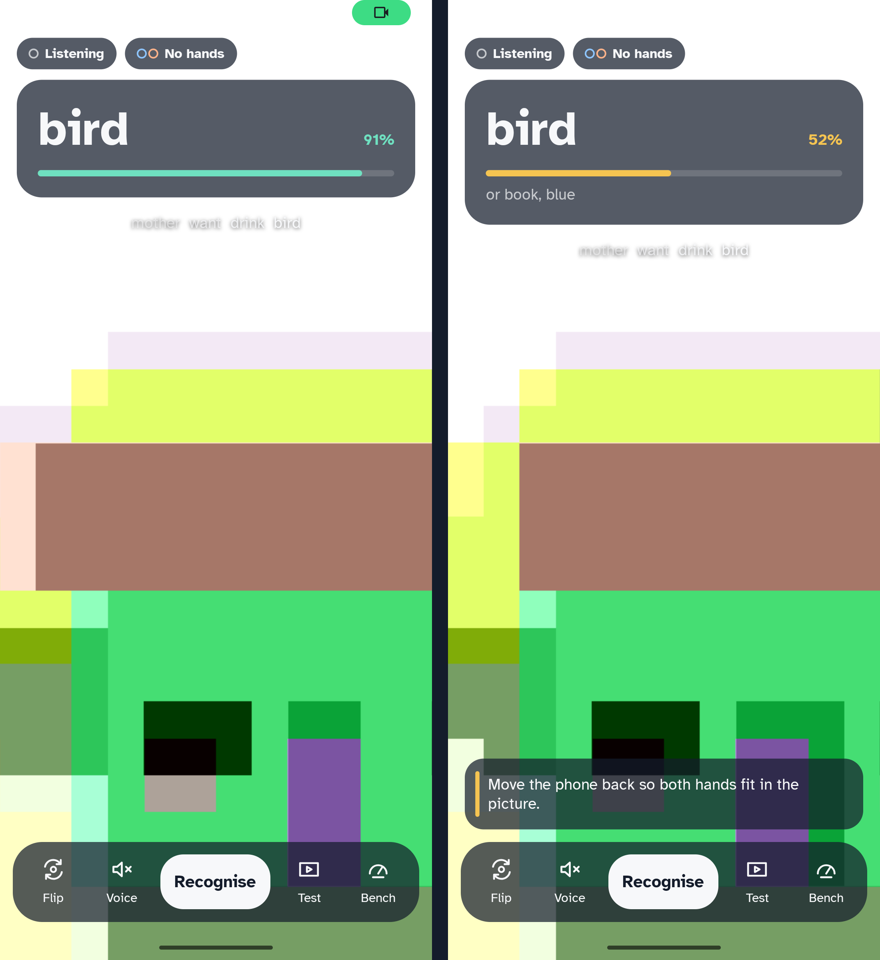 Listening No hands
bird
91%
mother want drink bird
Flip Voice Recognise Test Bench
Listening No hands
bird
52%
or book, blue
mother want drink bird
Move the phone back so both hands fit in the
picture.
Flip Voice Recognise Test Bench